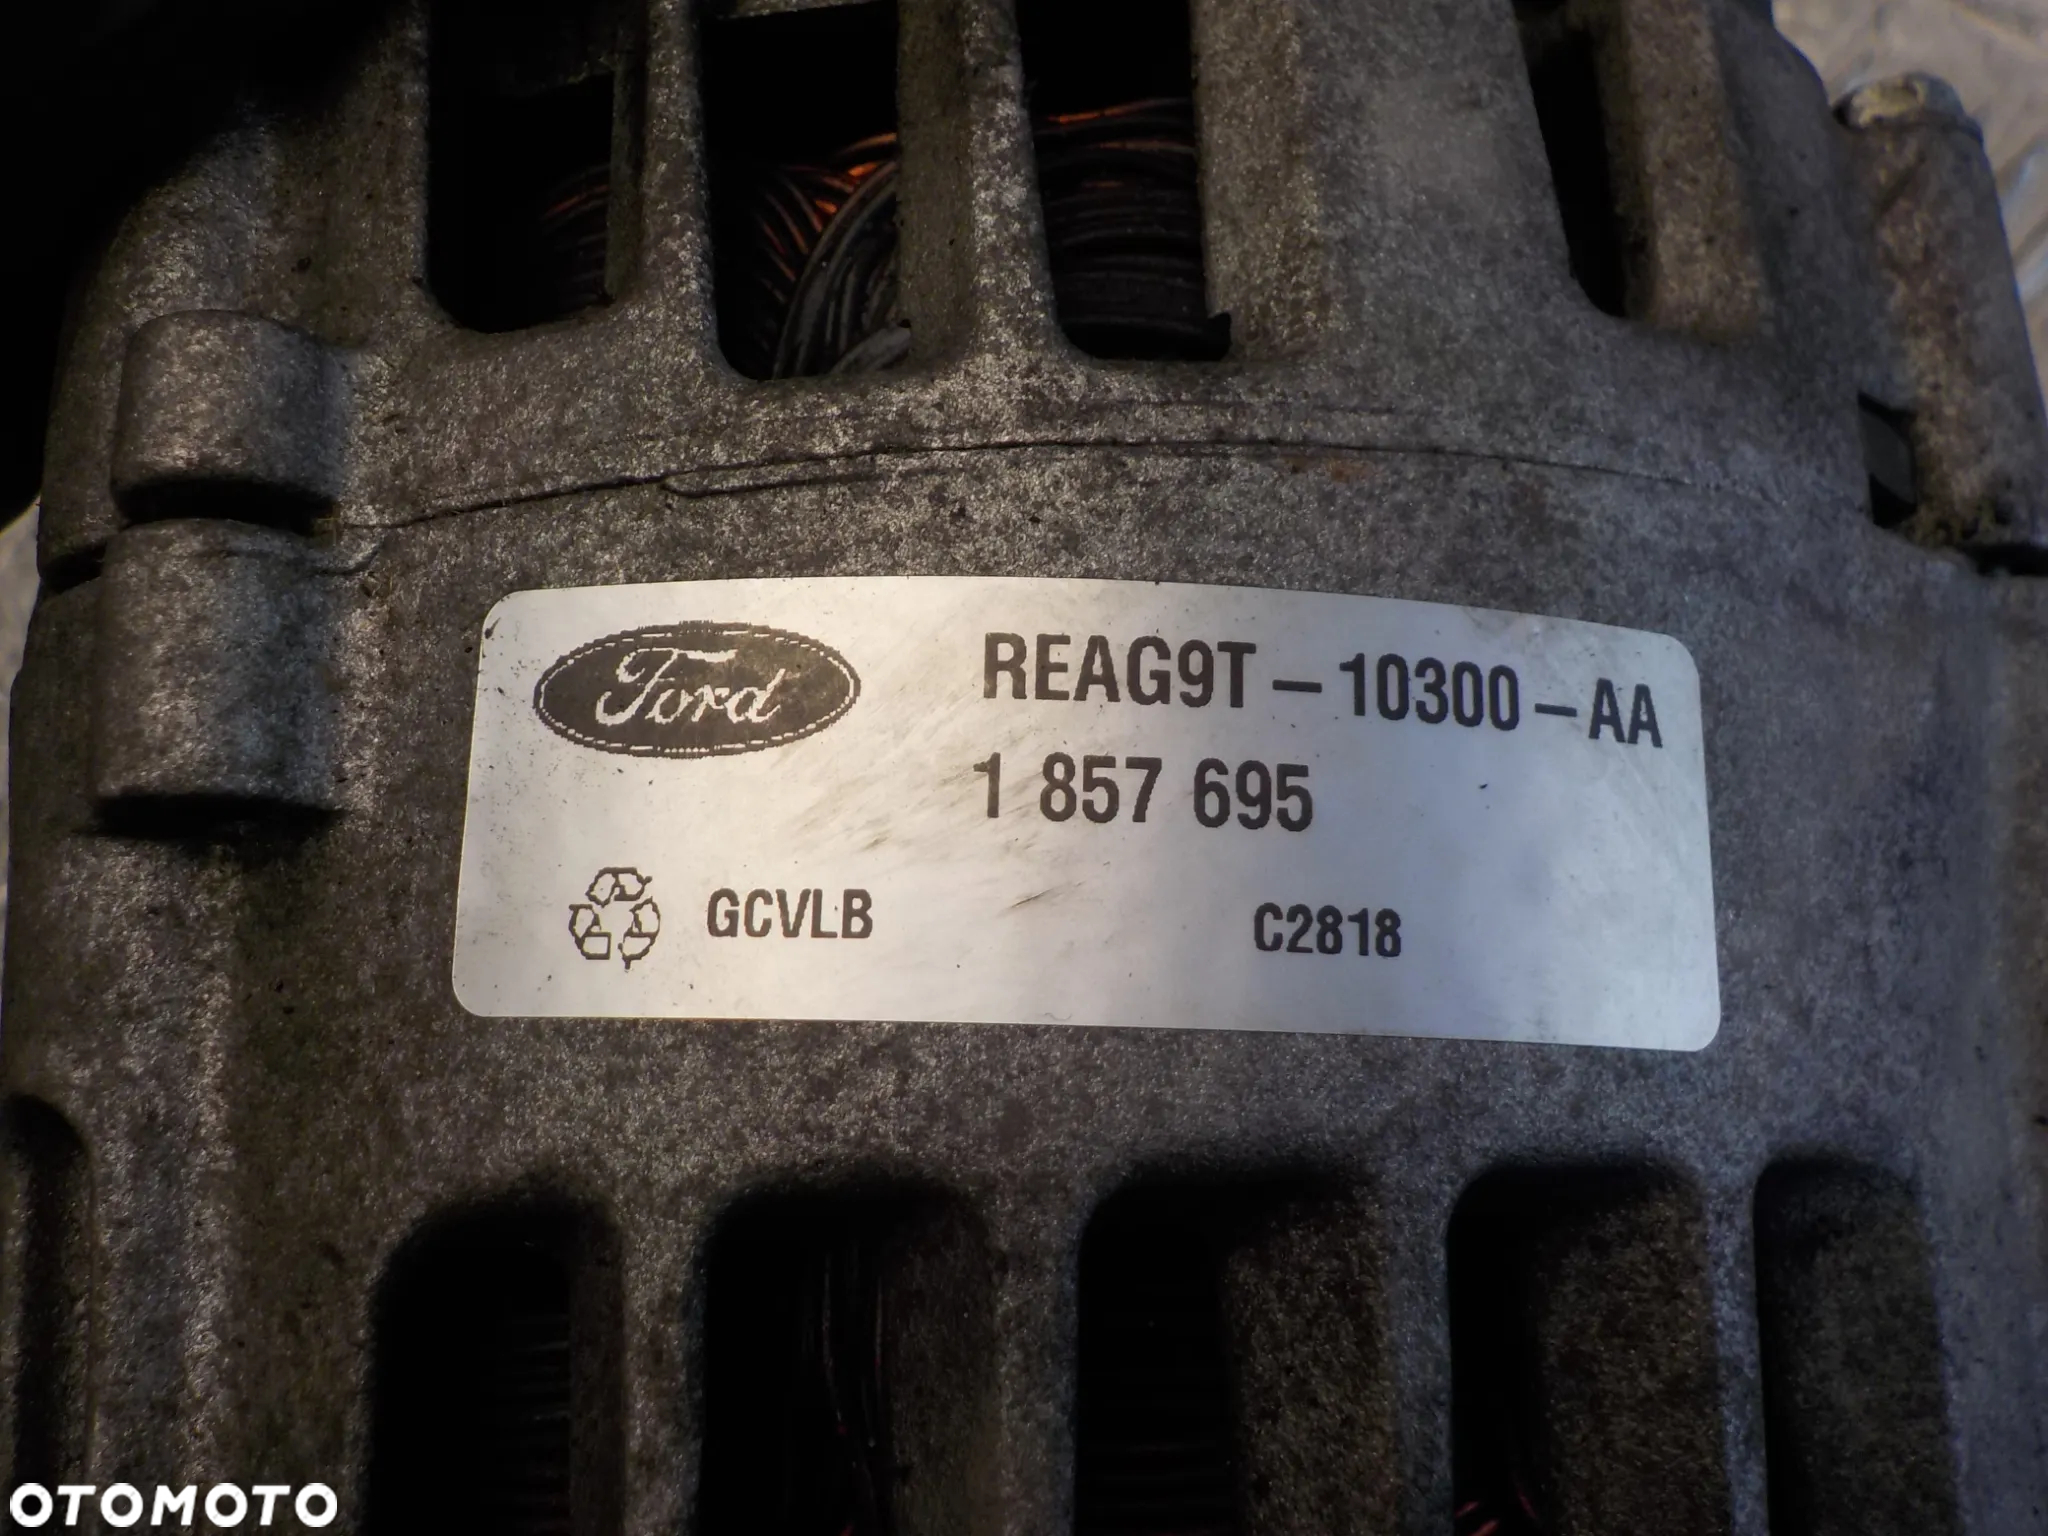 Ford
REAG9T-10300-AA
1 857 695
GCVLB
C2818
OTOMOTO